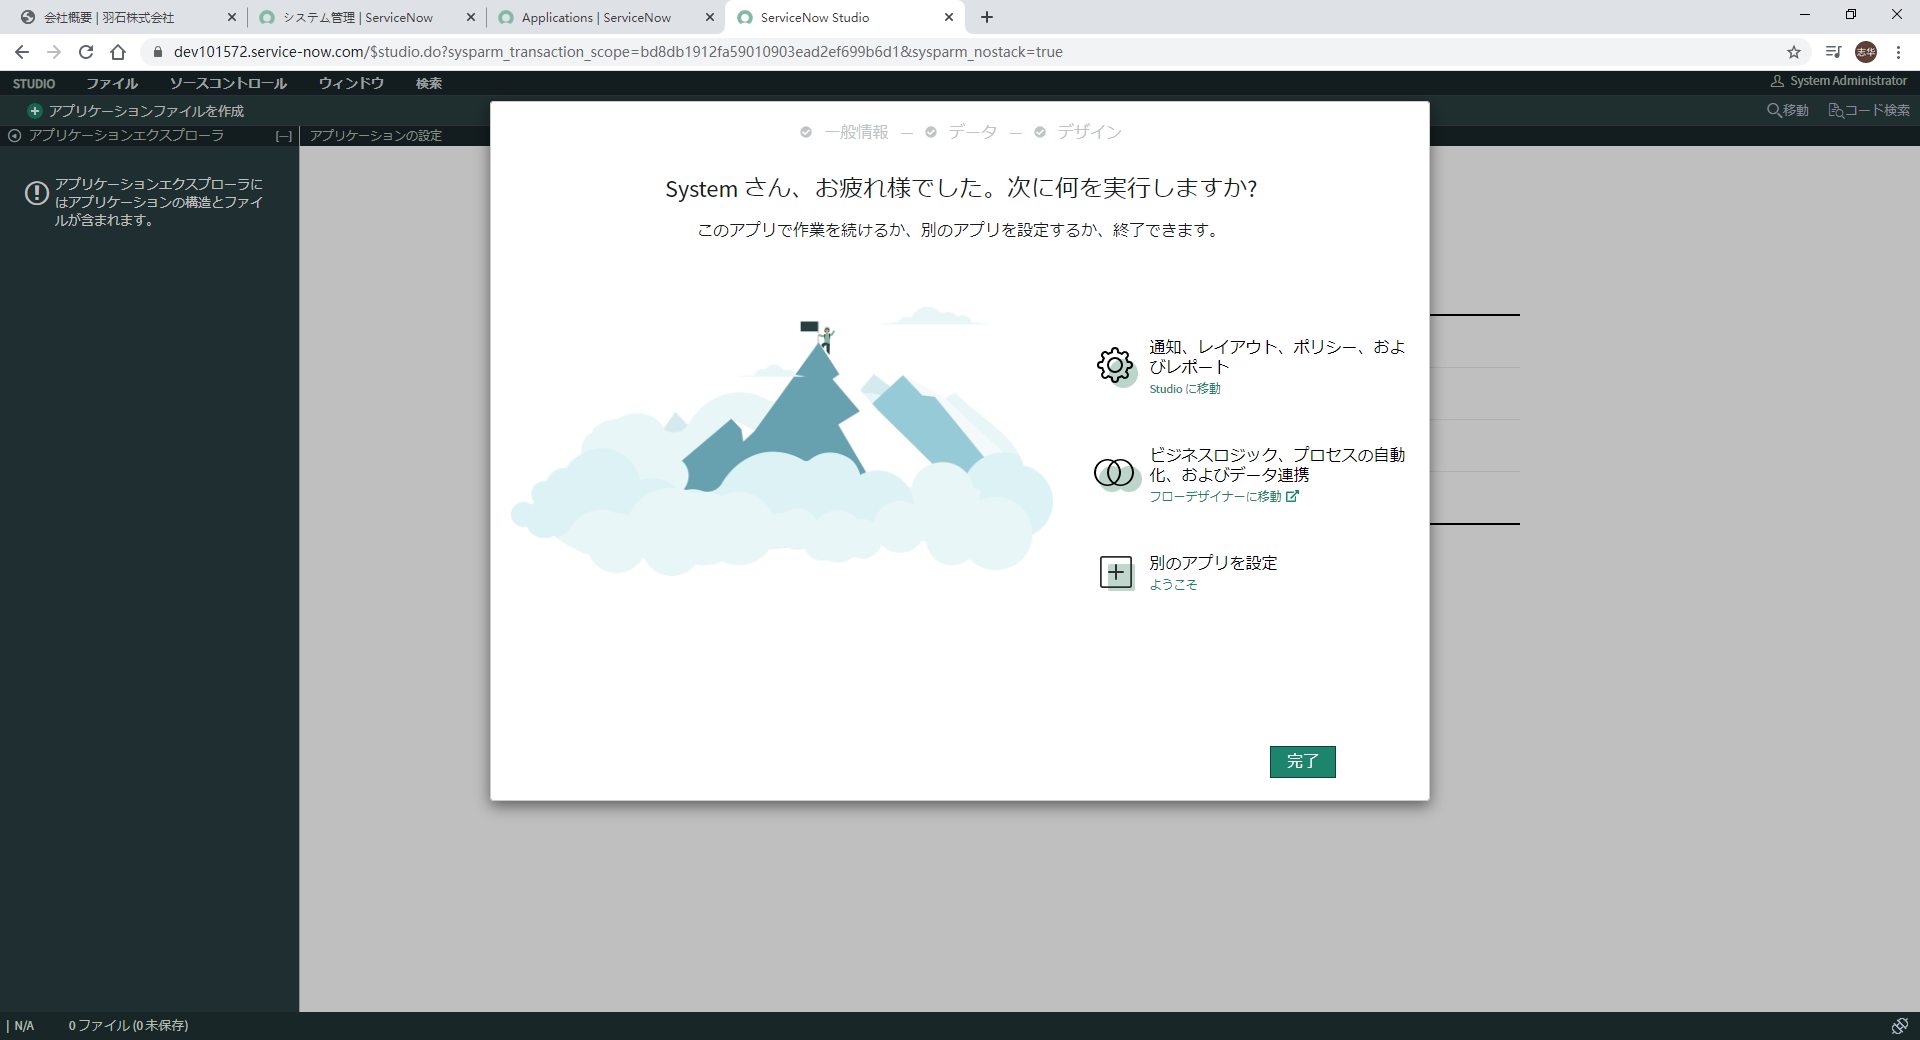 会社概要 | 羽石株式会社
システム管理 | ServiceNow
Applications | ServiceNow
ServiceNow Studio
dev101572.service-now.com/$studio.do?sysparm_transaction_scope=bd8db1912fa59010903ead2ef699b6d1&sysparm_nostack=true
志华
STUDIO ファイル ソースコントロール ウィンドウ 検索
System Administrator
アプリケーションファイルを作成
移動 コード検索
アプリケーションエクスプローラ [—] アプリケーションの設定
アプリケーションエクスプローラに
はアプリケーションの構造とファイ
ルが含まれます。
一般情報 — データ — デザイン
System さん、お疲れ様でした。次に何を実行しますか?
このアプリで作業を続けるか、別のアプリを設定するか、終了できます。
通知、レイアウト、ポリシー、およ
びレポート
Studio に移動
ビジネスロジック、プロセスの自動
化、およびデータ連携
フローデザイナーに移動
別のアプリを設定
ようこそ
完了
| N/A 0 ファイル (0 未保存)